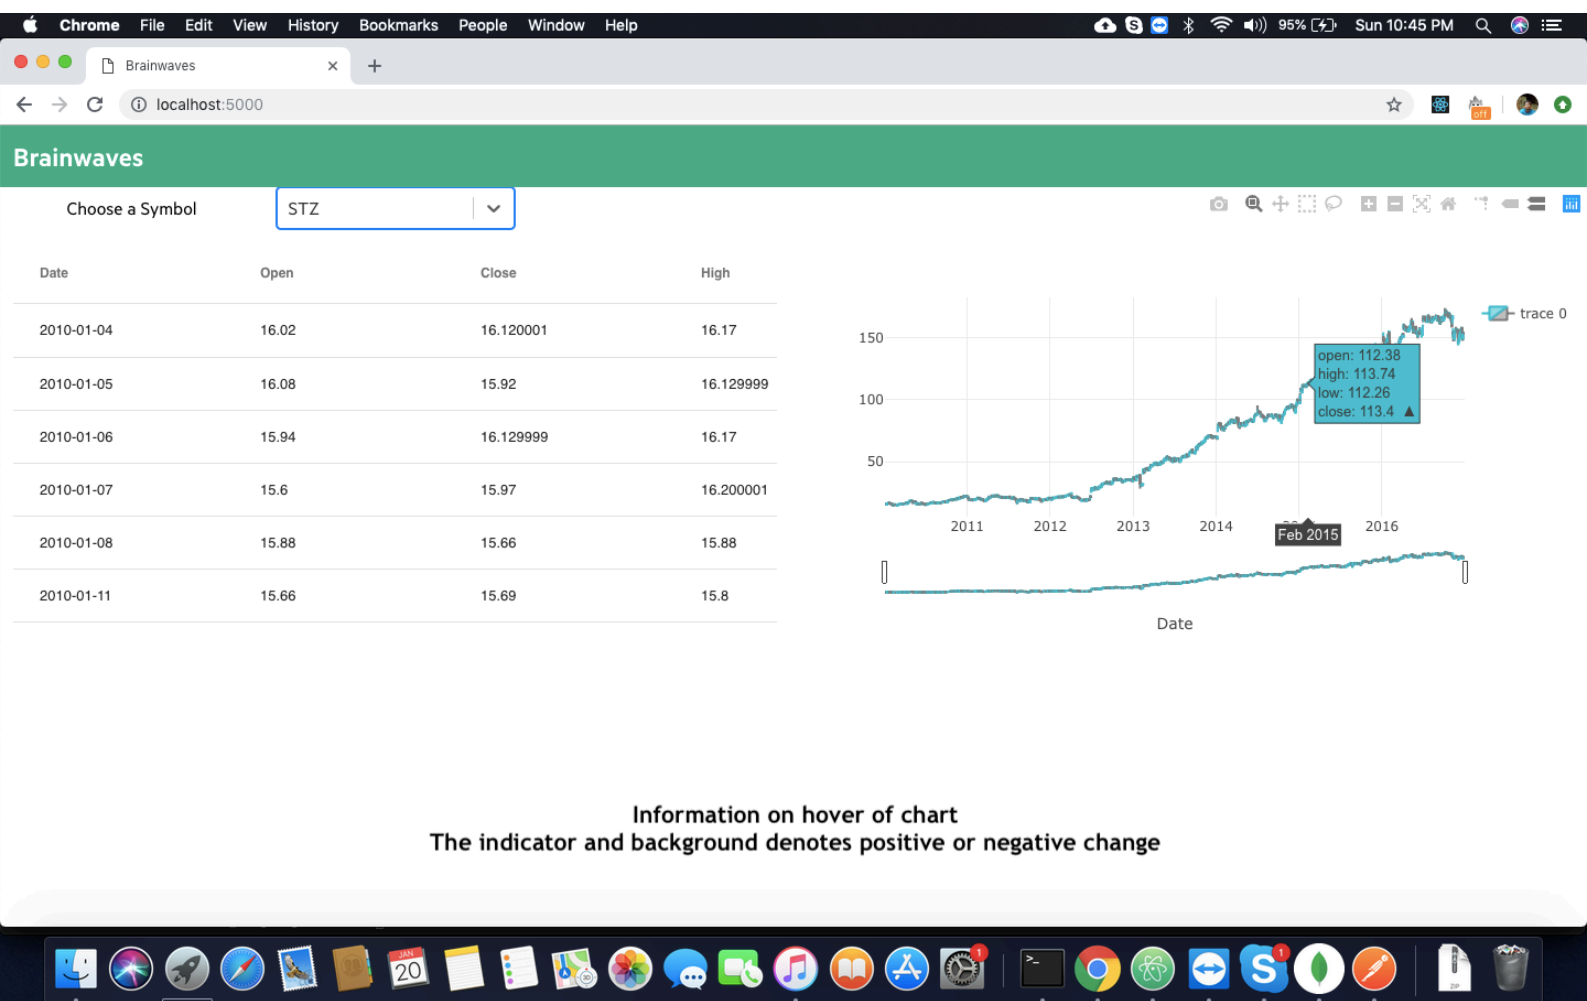 Chrome File Edit View History Bookmarks People Window Help 95% Sun 10:45 PM
Brainwaves
localhost:5000
off
Brainwaves
Choose a Symbol STZ
Date Open Close High
2010-01-04 16.02 16.120001 16.17
2010-01-05 16.08 15.92 16.129999
2010-01-06 15.94 16.129999 16.17
2010-01-07 15.6 15.97 16.200001
2010-01-08 15.88 15.66 15.88
2010-01-11 15.66 15.69 15.8
trace 0
150
100
50
open: 112.38
high: 113.74
low: 112.26
close: 113.4 ▲
2011 2012 2013 2014 2016
Feb 2015
Date
Information on hover of chart
The indicator and background denotes positive or negative change
JAN
20
3D
1
>_
S
1
ZIP